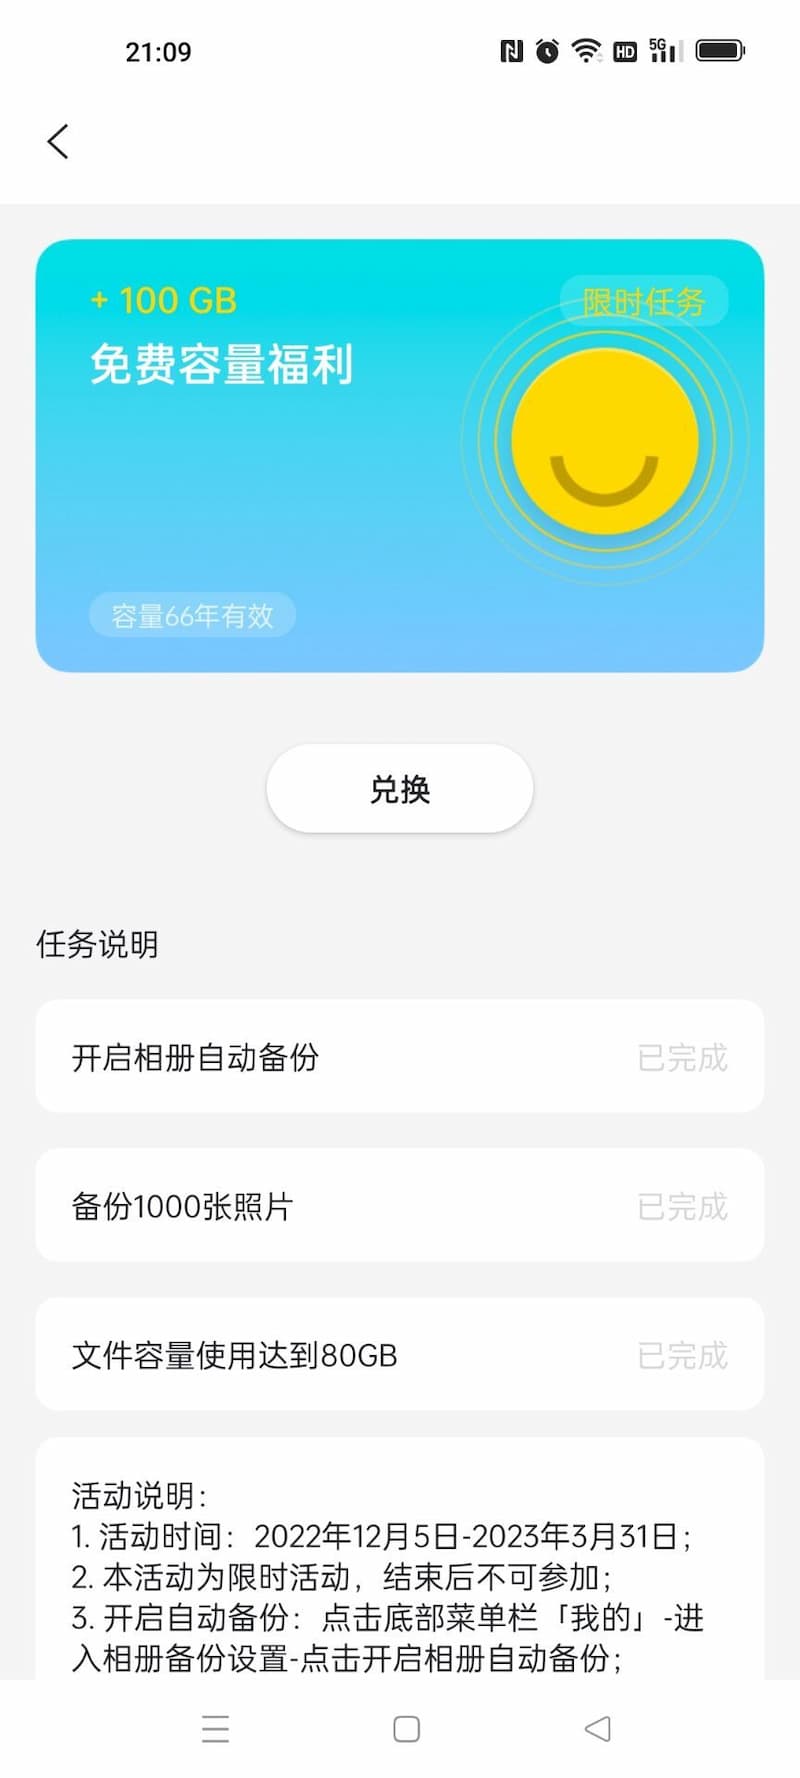 21:09
HD 5G
+ 100 GB
限时任务
免费容量福利
容量66年有效
兑换
任务说明
开启相册自动备份 已完成
备份1000张照片 已完成
文件容量使用达到80GB 已完成
活动说明：
1. 活动时间：2022年12月5日-2023年3月31日；
2. 本活动为限时活动，结束后不可参加；
3. 开启自动备份：点击底部菜单栏「我的」-进
入相册备份设置-点击开启相册自动备份；